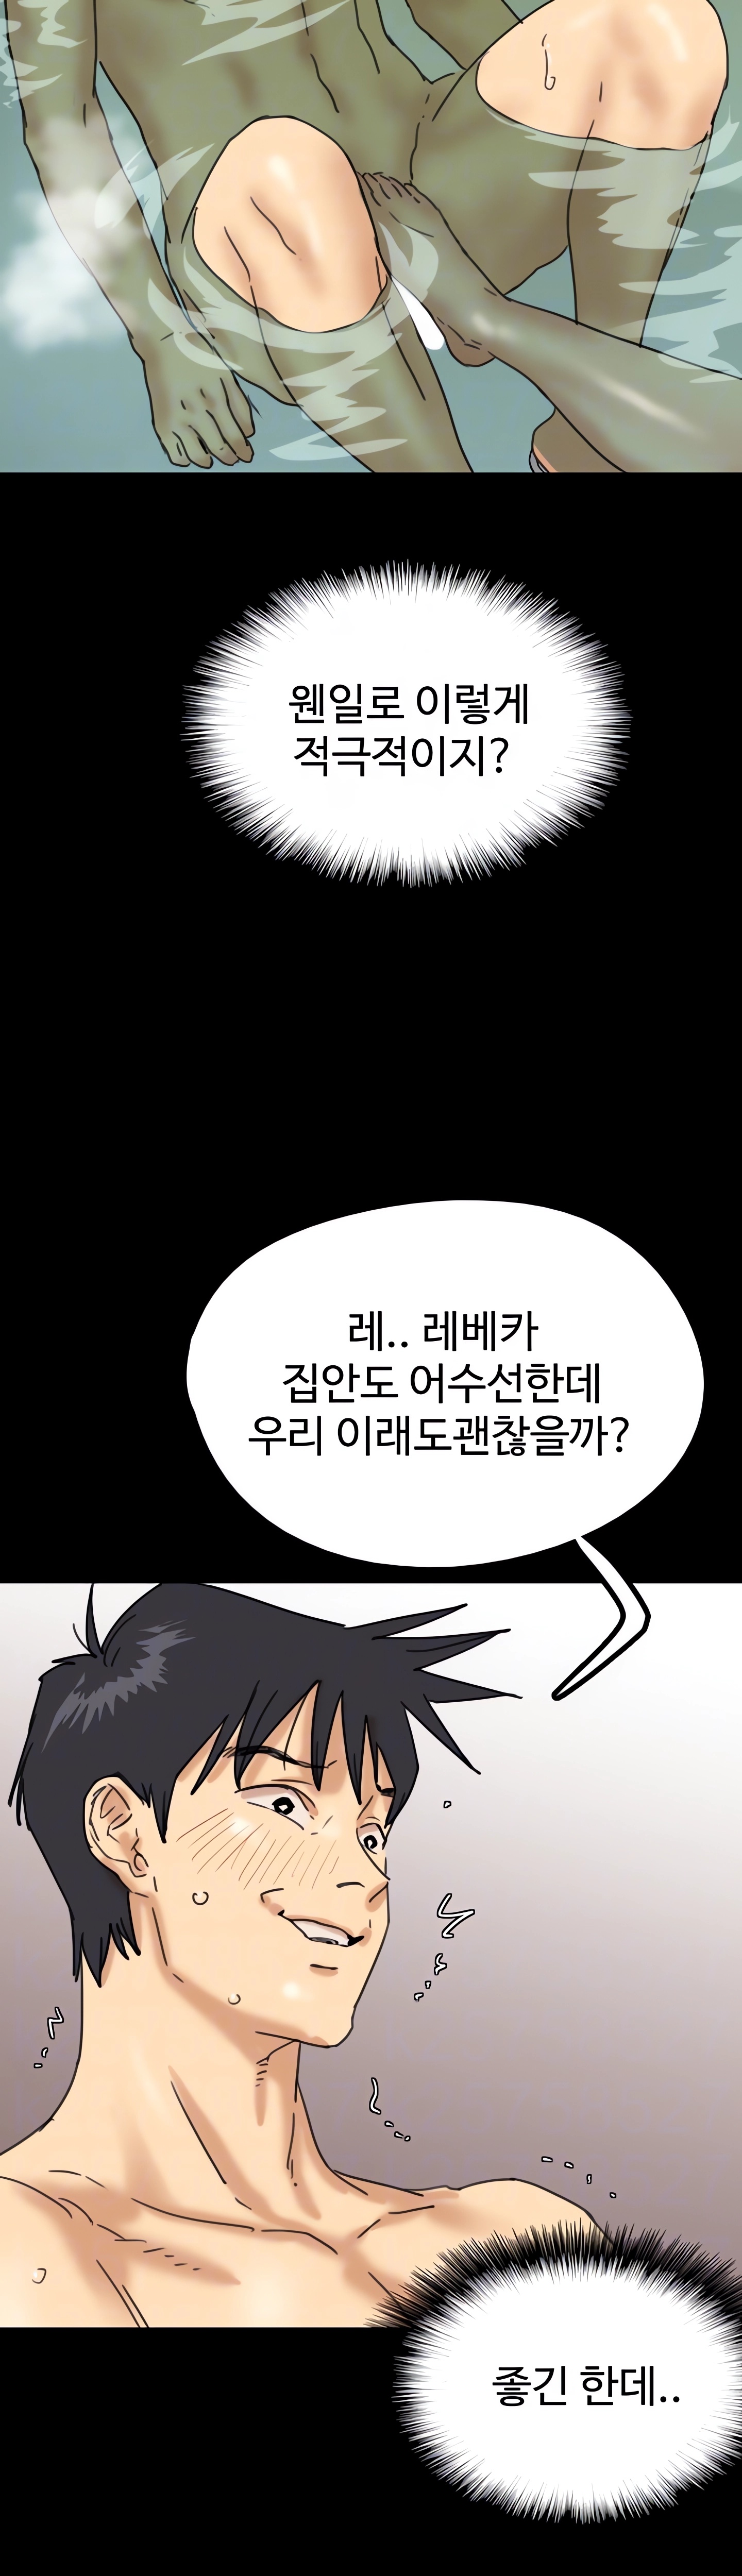 웬일로 이렇게
적극적이지?
레.. 레베카
집안도 어수선한데
우리 이래도괜찮을까?
좋긴 한데..